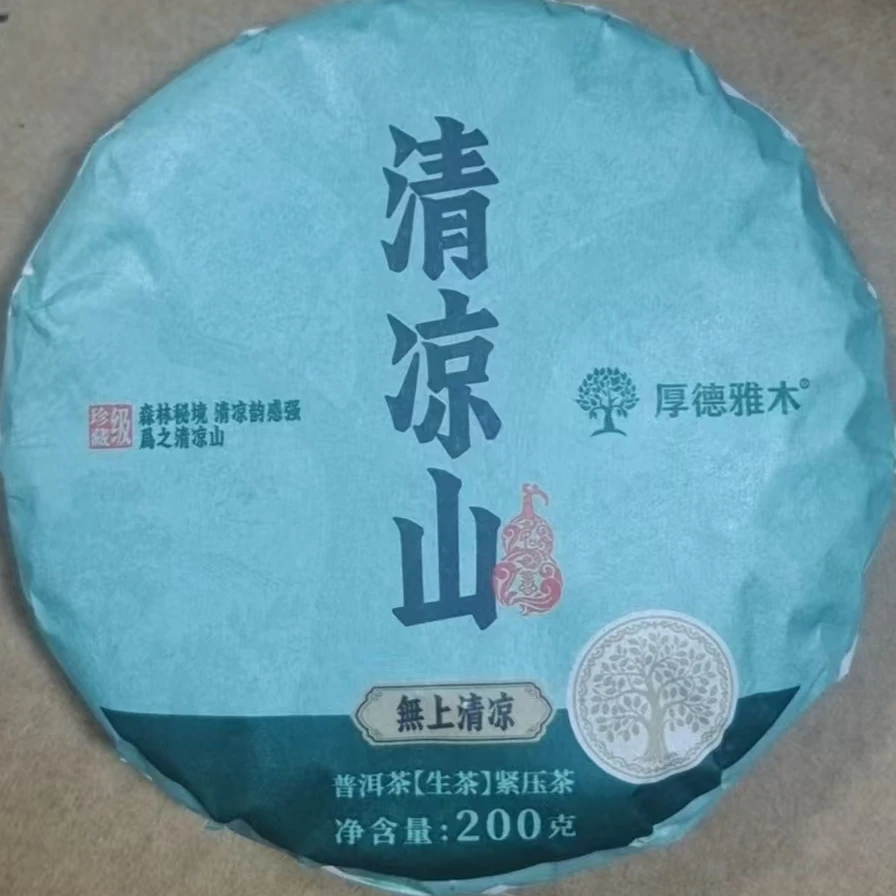 清凉山
珍藏级
森林秘境 清凉韵感强
爲之清凉山
厚德雅木®
無上清凉
普洱茶【生茶】紧压茶
净含量:200克